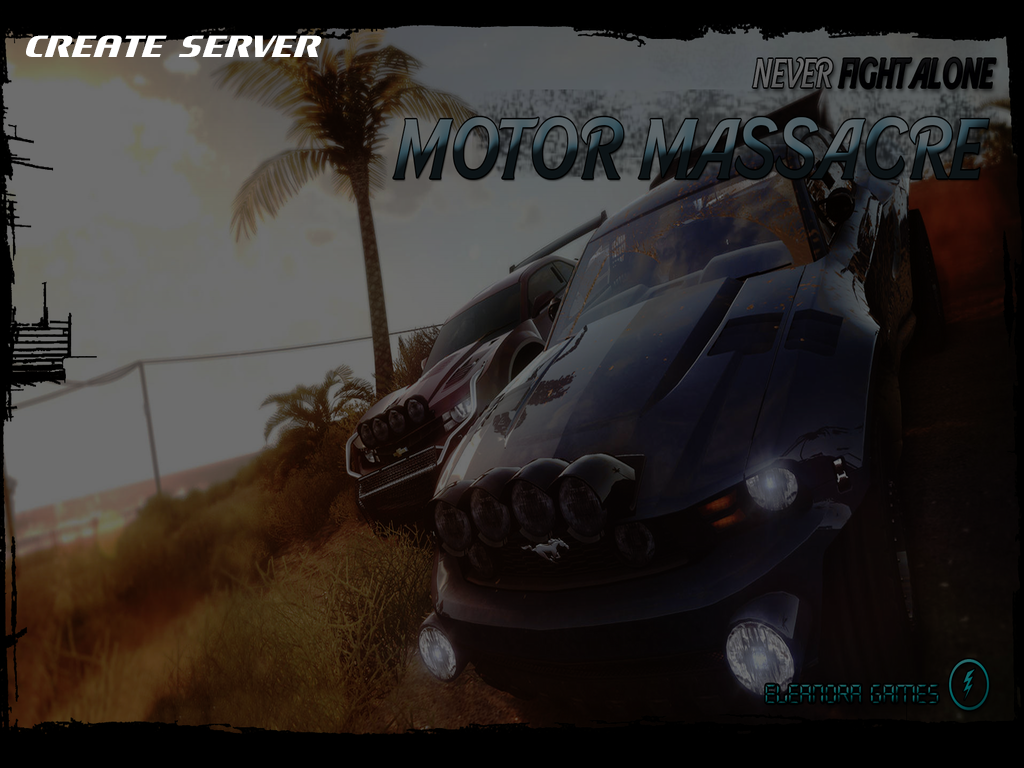 CREATE SERVER
NEVER FIGHT ALONE
MOTOR MASSACRE
ELEANORA GAMES